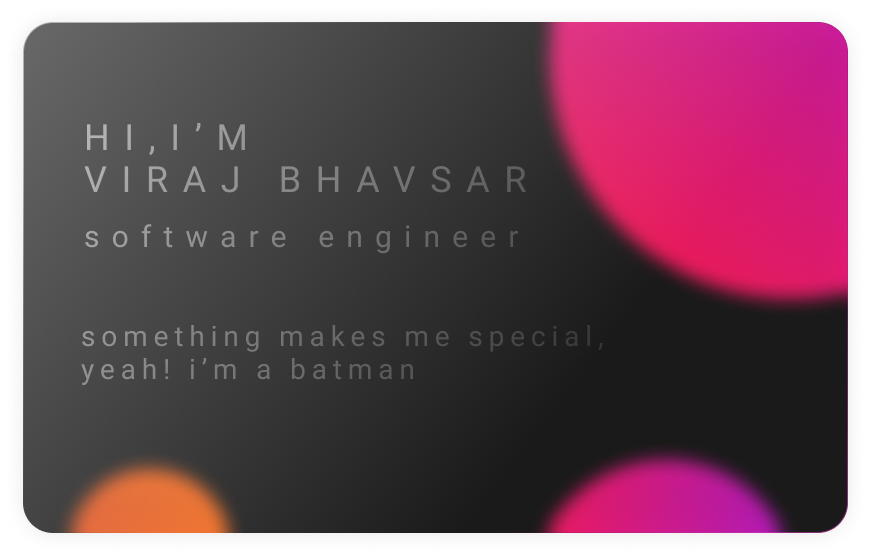 HI,I’M
VIRAJ BHAVSAR
software engineer
something makes me special,
yeah! i’m a batman